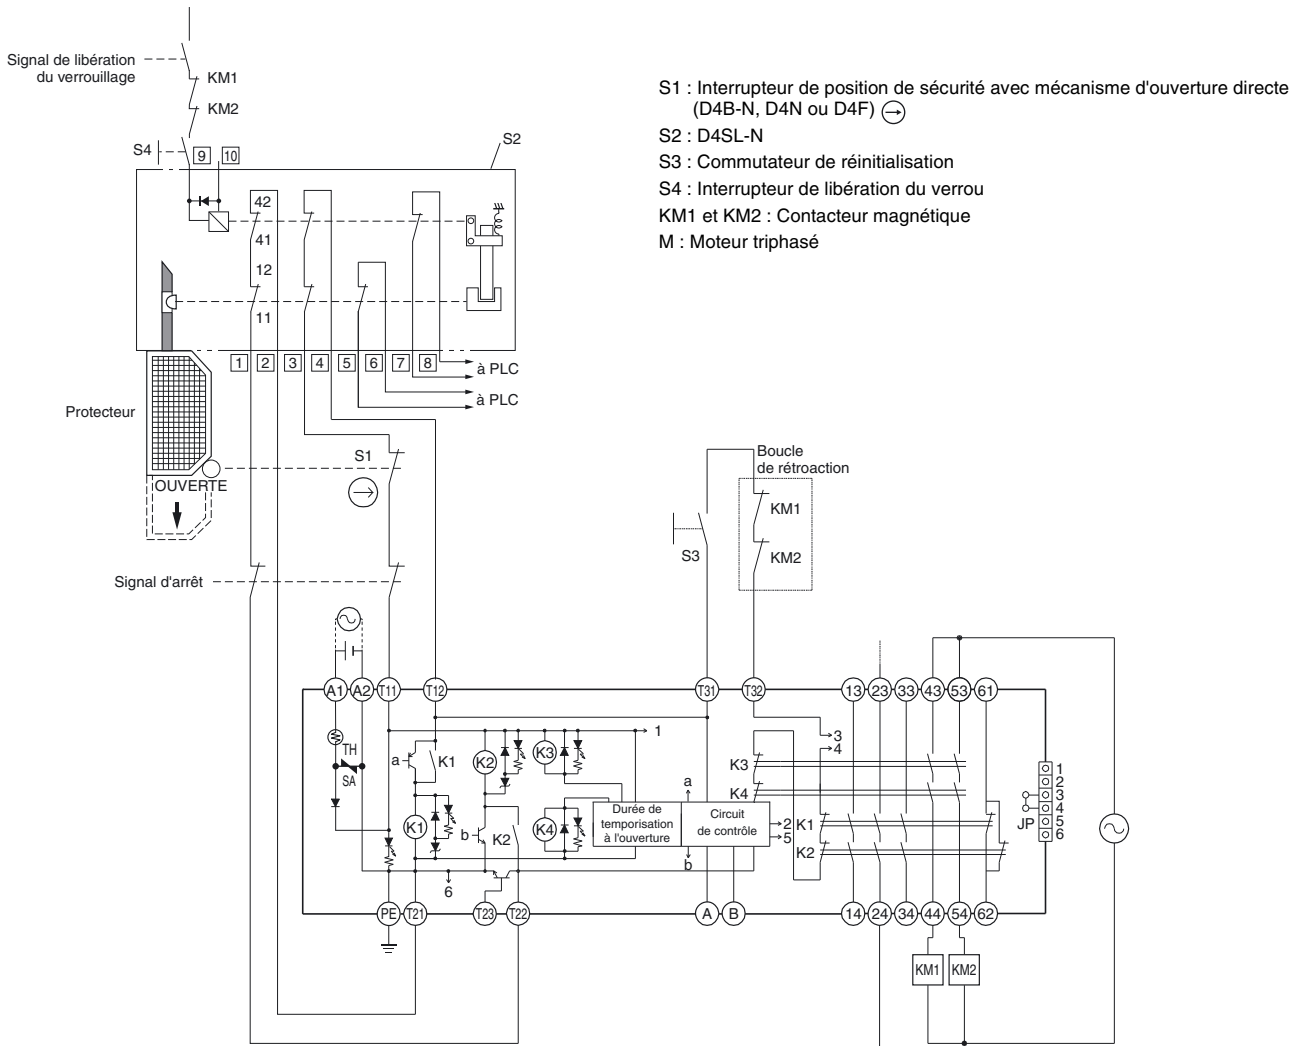 Signal de libération
du verrouillage
KM1
KM2
S4
9
10
S2
42
41
12
11
1
2
3
4
5
6
7
8
à PLC
à PLC
Protecteur
OUVERTE
S1
Signal d'arrêt
S1 : Interrupteur de position de sécurité avec mécanisme d'ouverture directe
(D4B-N, D4N ou D4F)
S2 : D4SL-N
S3 : Commutateur de réinitialisation
S4 : Interrupteur de libération du verrou
KM1 et KM2 : Contacteur magnétique
M : Moteur triphasé
Boucle
de rétroaction
KM1
KM2
S3
A1
A2
T11
T12
T31
T32
13
23
33
43
53
61
TH
SA
a
K1
K1
K2
b
K2
K3
K4
1
6
Durée de
temporisation
à l'ouverture
Circuit
de contrôle
a
b
2
5
3
4
K3
K4
K1
K2
JP
1
2
3
4
5
6
PE
T21
T23
T22
A
B
14
24
34
44
54
62
KM1
KM2